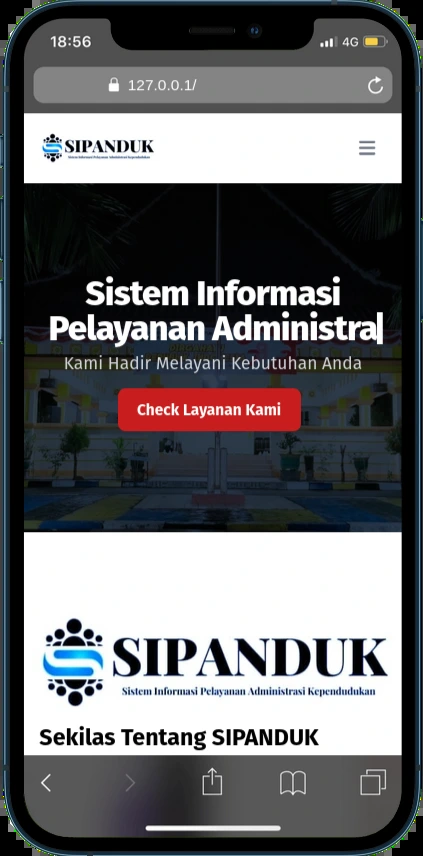 18:56
4G
127.0.0.1/
SIPANDUK
Sistem Informasi Pelayanan Administrasi Kependudukan
Sistem Informasi
Pelayanan Administra
Kami Hadir Melayani Kebutuhan Anda
Check Layanan Kami
SIPANDUK
Sistem Informasi Pelayanan Administrasi Kependudukan
Sekilas Tentang SIPANDUK